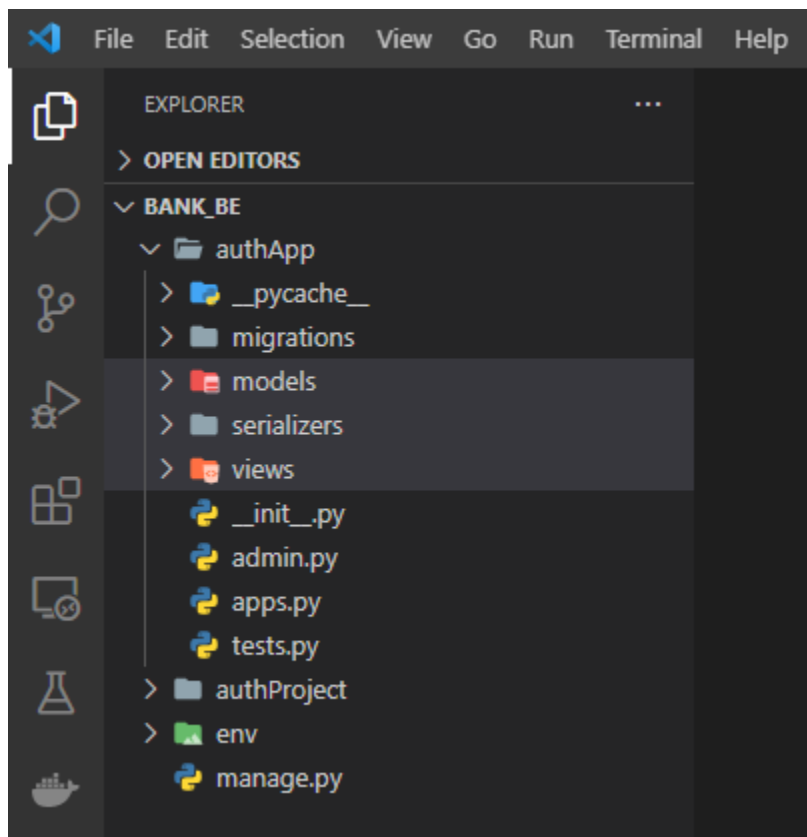 File Edit Selection View Go Run Terminal Help
EXPLORER ...
OPEN EDITORS
BANK_BE
authApp
__pycache__
migrations
models
serializers
views
__init__.py
admin.py
apps.py
tests.py
authProject
env
manage.py